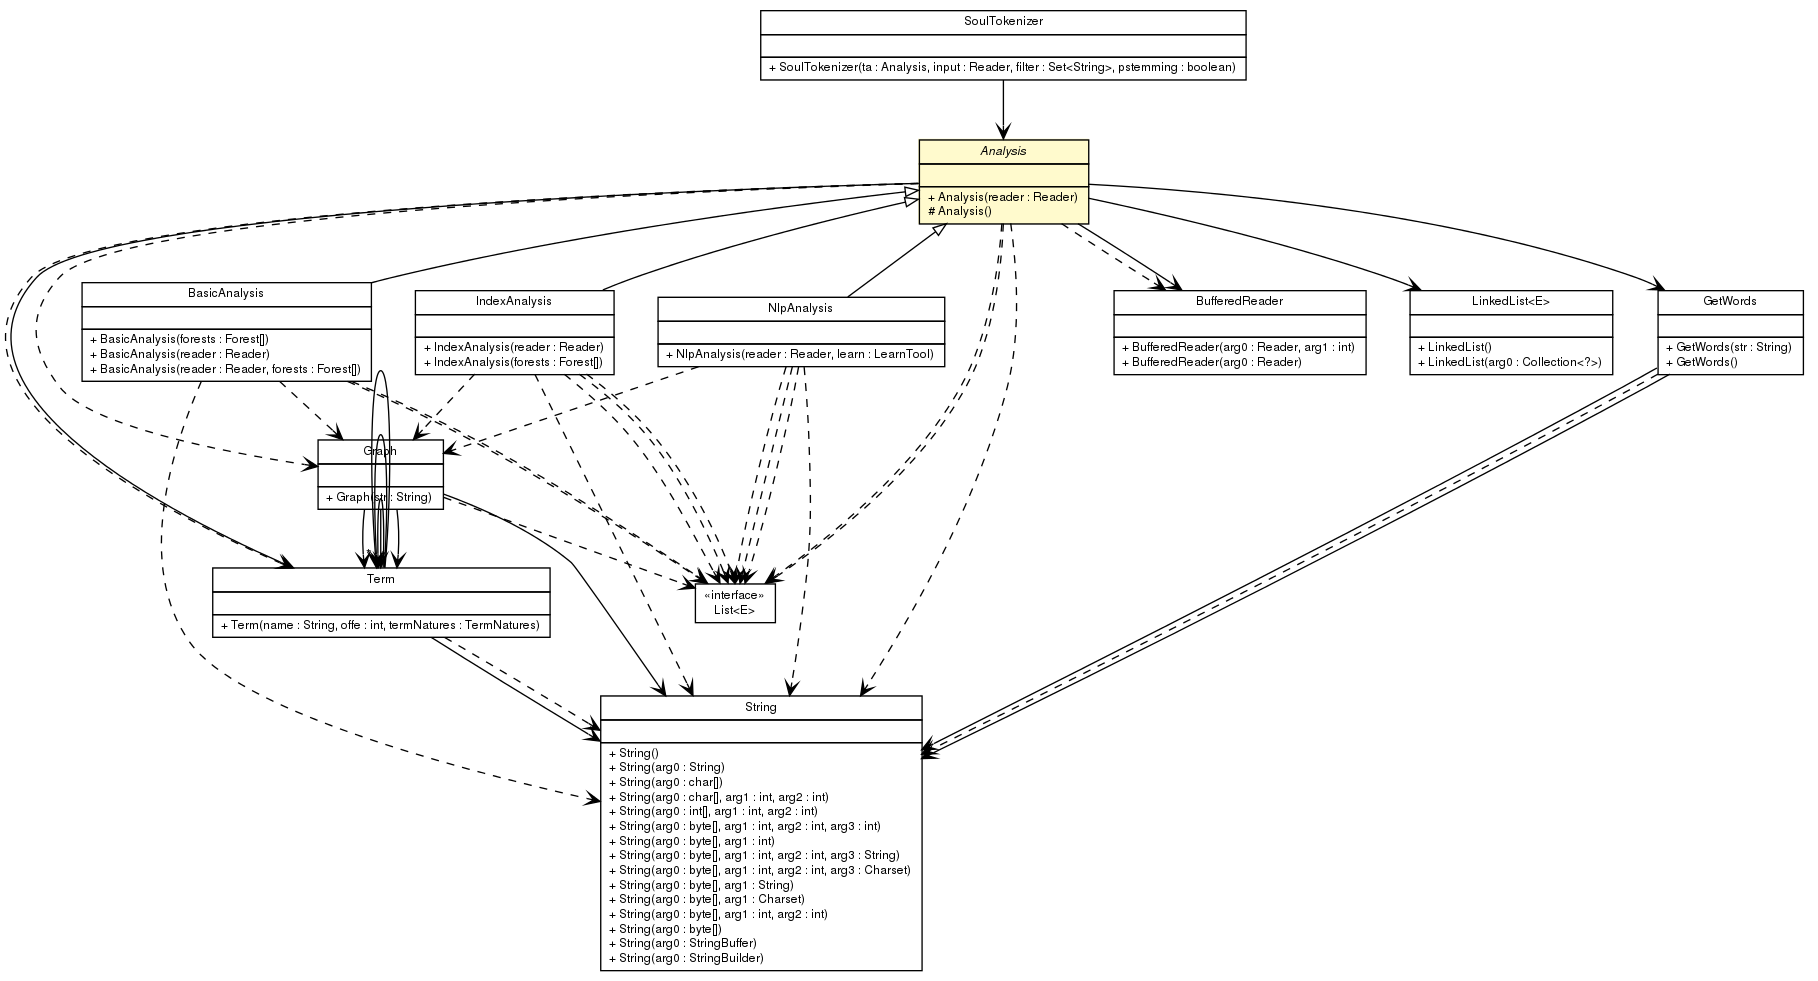 SoulTokenizer
+ SoulTokenizer(ta : Analysis, input : Reader, filter : Set<String>, pstemming : boolean)
Analysis
+ Analysis(reader : Reader)
# Analysis()
BasicAnalysis
+ BasicAnalysis(forests : Forest[])
+ BasicAnalysis(reader : Reader)
+ BasicAnalysis(reader : Reader, forests : Forest[])
IndexAnalysis
+ IndexAnalysis(reader : Reader)
+ IndexAnalysis(forests : Forest[])
NlpAnalysis
+ NlpAnalysis(reader : Reader, learn : LearnTool)
BufferedReader
+ BufferedReader(arg0 : Reader, arg1 : int)
+ BufferedReader(arg0 : Reader)
LinkedList<E>
+ LinkedList()
+ LinkedList(arg0 : Collection<?>)
GetWords
+ GetWords(str : String)
+ GetWords()
Graph
+ Graph(str : String)
Term
+ Term(name : String, offe : int, termNatures : TermNatures)
«interface»
List<E>
String
+ String()
+ String(arg0 : String)
+ String(arg0 : char[])
+ String(arg0 : char[], arg1 : int, arg2 : int)
+ String(arg0 : int[], arg1 : int, arg2 : int)
+ String(arg0 : byte[], arg1 : int, arg2 : int, arg3 : int)
+ String(arg0 : byte[], arg1 : int)
+ String(arg0 : byte[], arg1 : int, arg2 : int, arg3 : String)
+ String(arg0 : byte[], arg1 : int, arg2 : int, arg3 : Charset)
+ String(arg0 : byte[], arg1 : String)
+ String(arg0 : byte[], arg1 : Charset)
+ String(arg0 : byte[], arg1 : int, arg2 : int)
+ String(arg0 : byte[])
+ String(arg0 : StringBuffer)
+ String(arg0 : StringBuilder)